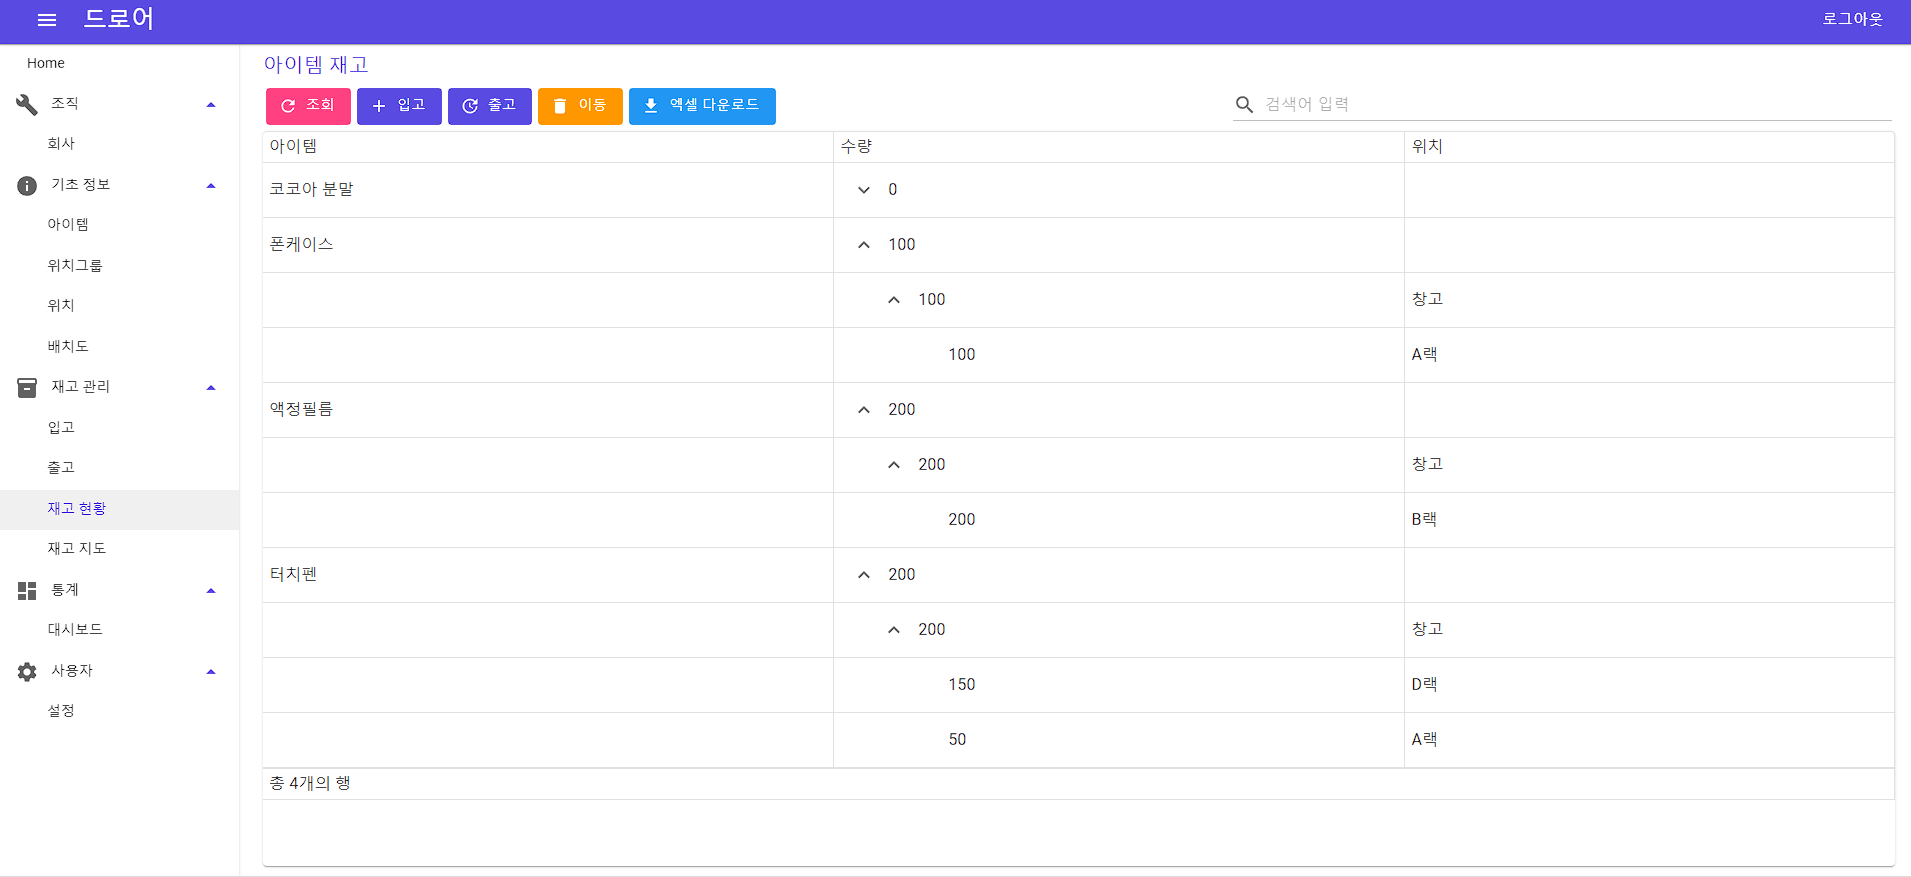 드로어
로그아웃
Home
조직
회사
기초 정보
아이템
위치그룹
위치
배치도
재고 관리
입고
출고
재고 현황
재고 지도
통계
대시보드
사용자
설정
아이템 재고
조회 입고 출고 이동 엑셀 다운로드 검색어 입력
아이템 수량 위치
코코아 분말 0
폰케이스 100
100 창고
100 A랙
액정필름 200
200 창고
200 B랙
터치펜 200
200 창고
150 D랙
50 A랙
총 4개의 행